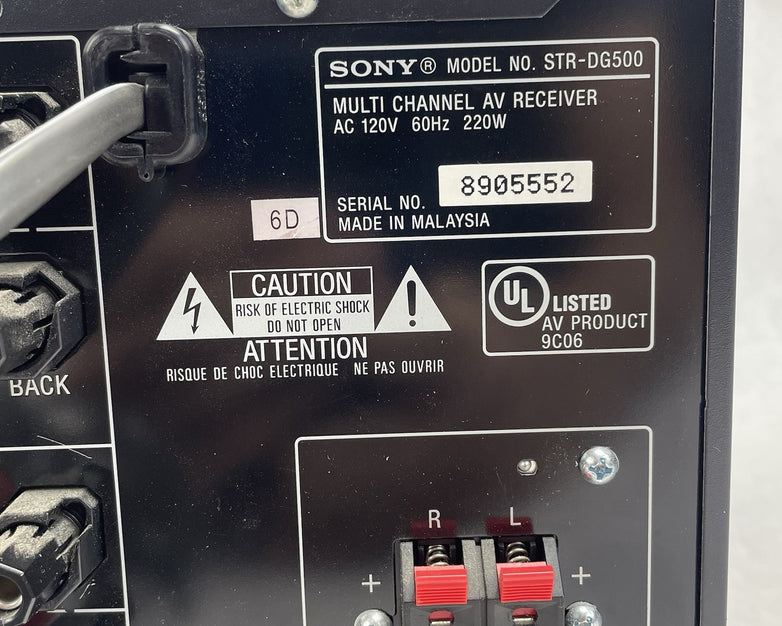 SONY® MODEL NO. STR-DG500
MULTI CHANNEL AV RECEIVER
AC 120V 60Hz 220W
SERIAL NO. 8905552
MADE IN MALAYSIA
6D
CAUTION
RISK OF ELECTRIC SHOCK
DO NOT OPEN
ATTENTION
RISQUE DE CHOC ELECTRIQUE NE PAS OUVRIR
UL LISTED
AV PRODUCT
9C06
BACK
R L
+ +